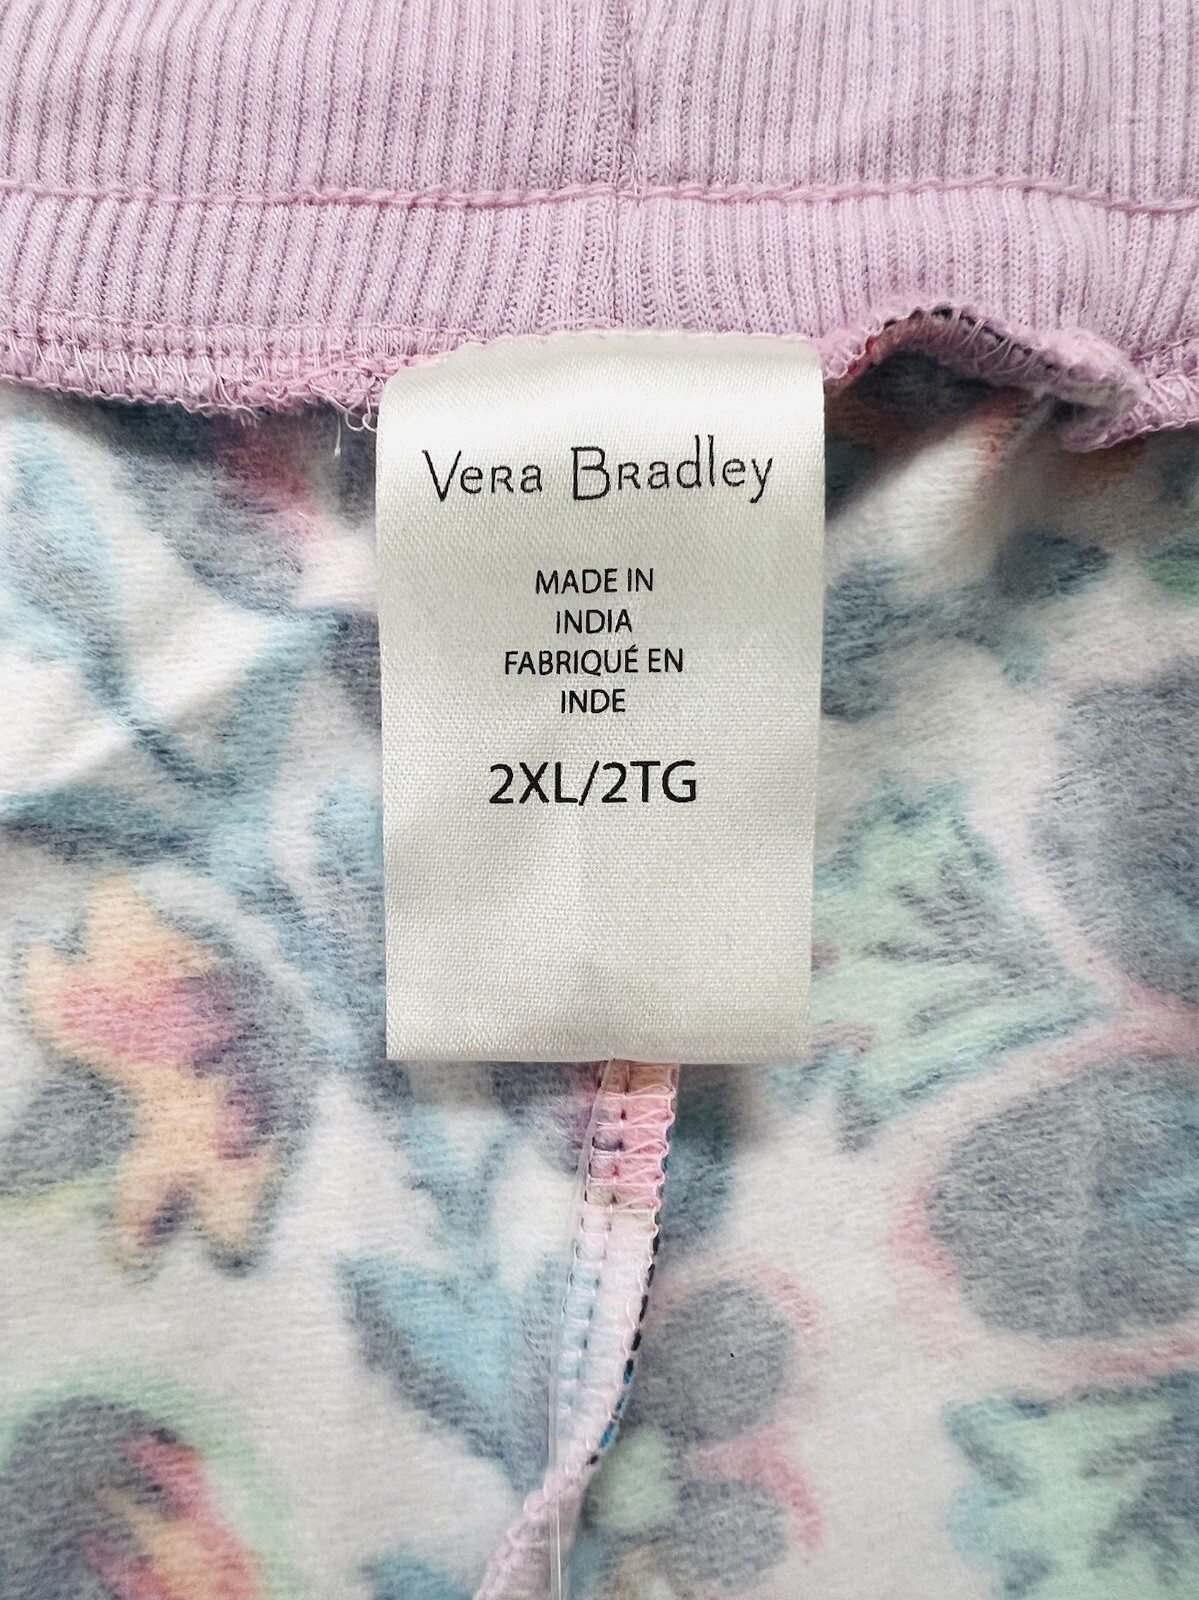 Vera Bradley
MADE IN
INDIA
FABRIQUÉ EN
INDE
2XL/2TG